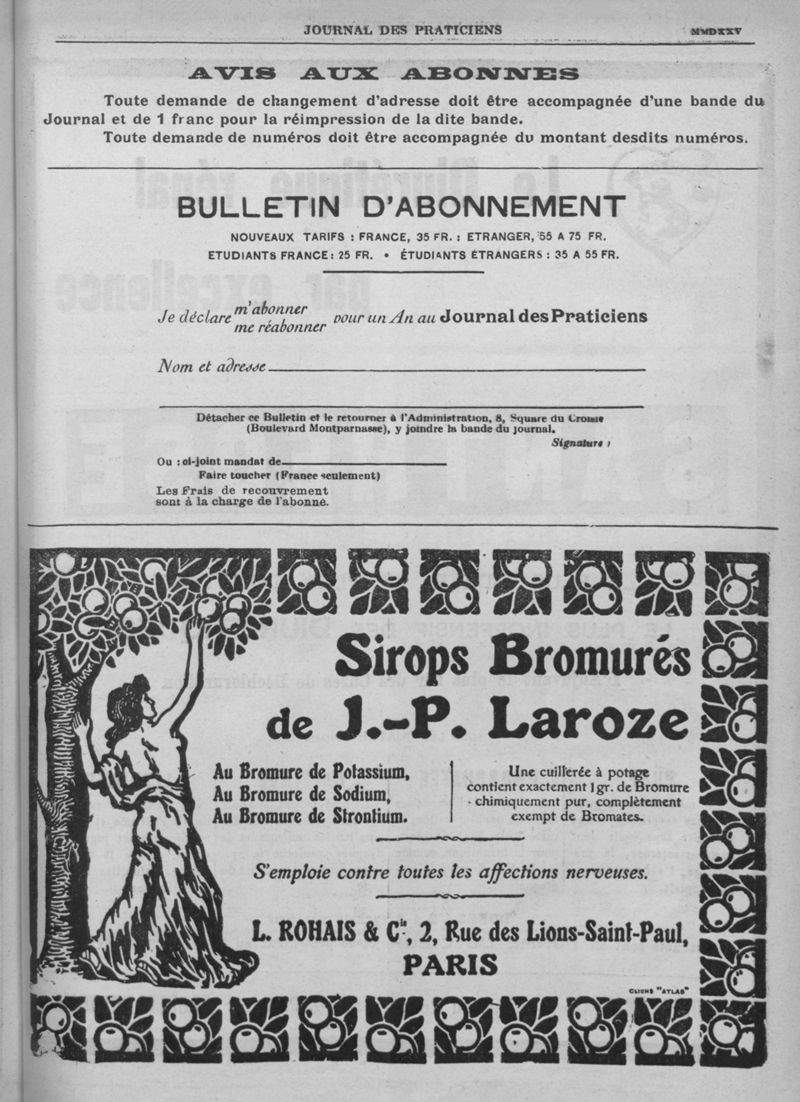 JOURNAL DES PRATICIENS
MMDXXV
AVIS AUX ABONNES
Toute demande de changement d'adresse doit être accompagnée d'une bande du
Journal et de 1 franc pour la réimpression de la dite bande.
Toute demande de numéros doit être accompagnée du montant desdits numéros.
BULLETIN D'ABONNEMENT
NOUVEAUX TARIFS : FRANCE, 35 FR. ; ETRANGER, 55 A 75 FR.
ETUDIANTS FRANCE : 25 FR. • ÉTUDIANTS ÉTRANGERS : 35 A 55 FR.
Je déclare m'abonner
me réabonner
pour un An au Journal des Praticiens
Nom et adresse
Détacher ce Bulletin et le retourner à l'Administration, 8, Square du Croisic
(Boulevard Montparnasse), y joindre la bande du journal.
Signature :
Ou : ci-joint mandat de
Faire toucher (France seulement)
Les Frais de recouvrement
sont à la charge de l'abonne.
Sirops Bromurés
de J.-P. Laroze
Au Bromure de Potassium,
Au Bromure de Sodium,
Au Bromure de Strontium.
Une cuillerée à potage
contient exactement 1 gr. de Bromure
chimiquement pur, complètement
exempt de Bromates.
S'emploie contre toutes les affections nerveuses.
L. ROHAIS & Cie, 2, Rue des Lions-Saint-Paul,
PARIS
CLICHÉ "ATLAS"